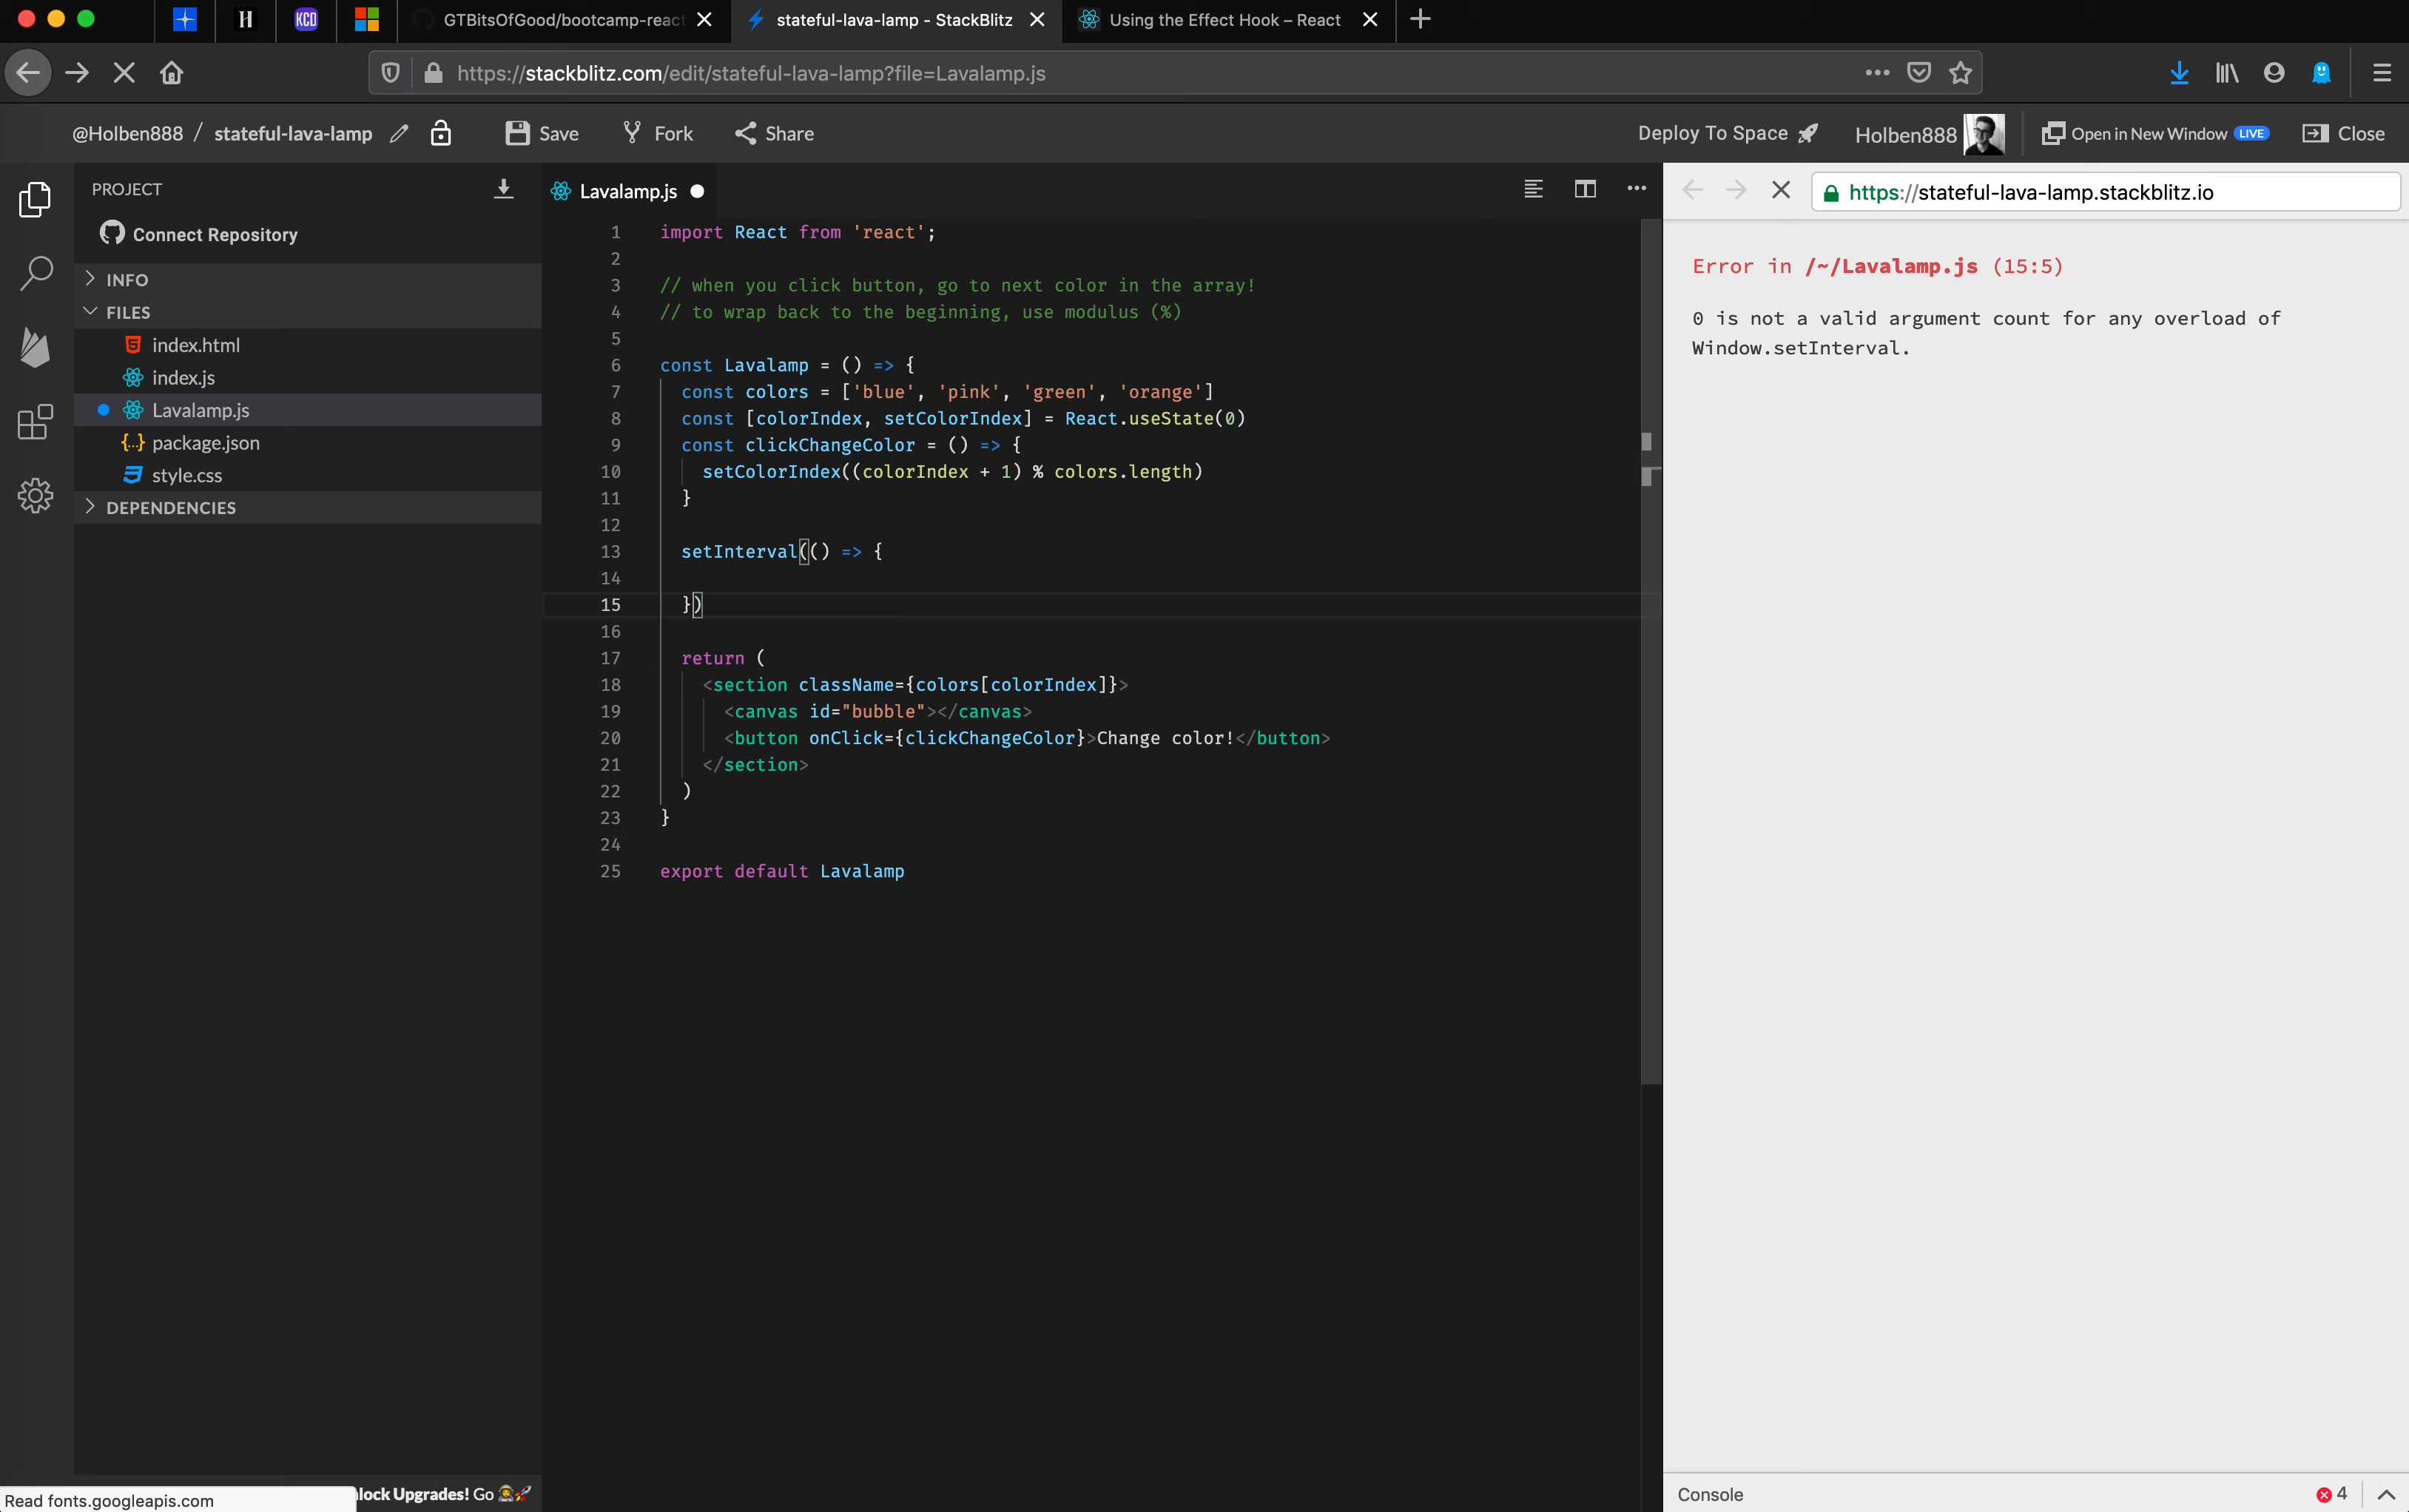 H
KCD
GTBitsOfGood/bootcamp-react
stateful-lava-lamp - StackBlitz
Using the Effect Hook – React
https://stackblitz.com/edit/stateful-lava-lamp?file=Lavalamp.js
@Holben888 / stateful-lava-lamp
Save
Fork
Share
Deploy To Space
Holben888
Open in New Window LIVE
Close
PROJECT
Connect Repository
INFO
FILES
index.html
index.js
Lavalamp.js
package.json
style.css
DEPENDENCIES
Lavalamp.js
1 import React from 'react';
2
3 // when you click button, go to next color in the array!
4 // to wrap back to the beginning, use modulus (%)
5
6 const Lavalamp = () => {
7 const colors = ['blue', 'pink', 'green', 'orange']
8 const [colorIndex, setColorIndex] = React.useState(0)
9 const clickChangeColor = () => {
10 setColorIndex((colorIndex + 1) % colors.length)
11 }
12
13 setInterval(() => {
14
15 })
16
17 return (
18 <section className={colors[colorIndex]}>
19 <canvas id="bubble"></canvas>
20 <button onClick={clickChangeColor}>Change color!</button>
21 </section>
22 )
23 }
24
25 export default Lavalamp
https://stateful-lava-lamp.stackblitz.io
Error in /~/Lavalamp.js (15:5)
0 is not a valid argument count for any overload of
Window.setInterval.
Read fonts.googleapis.com
lock Upgrades! Go
Console
4